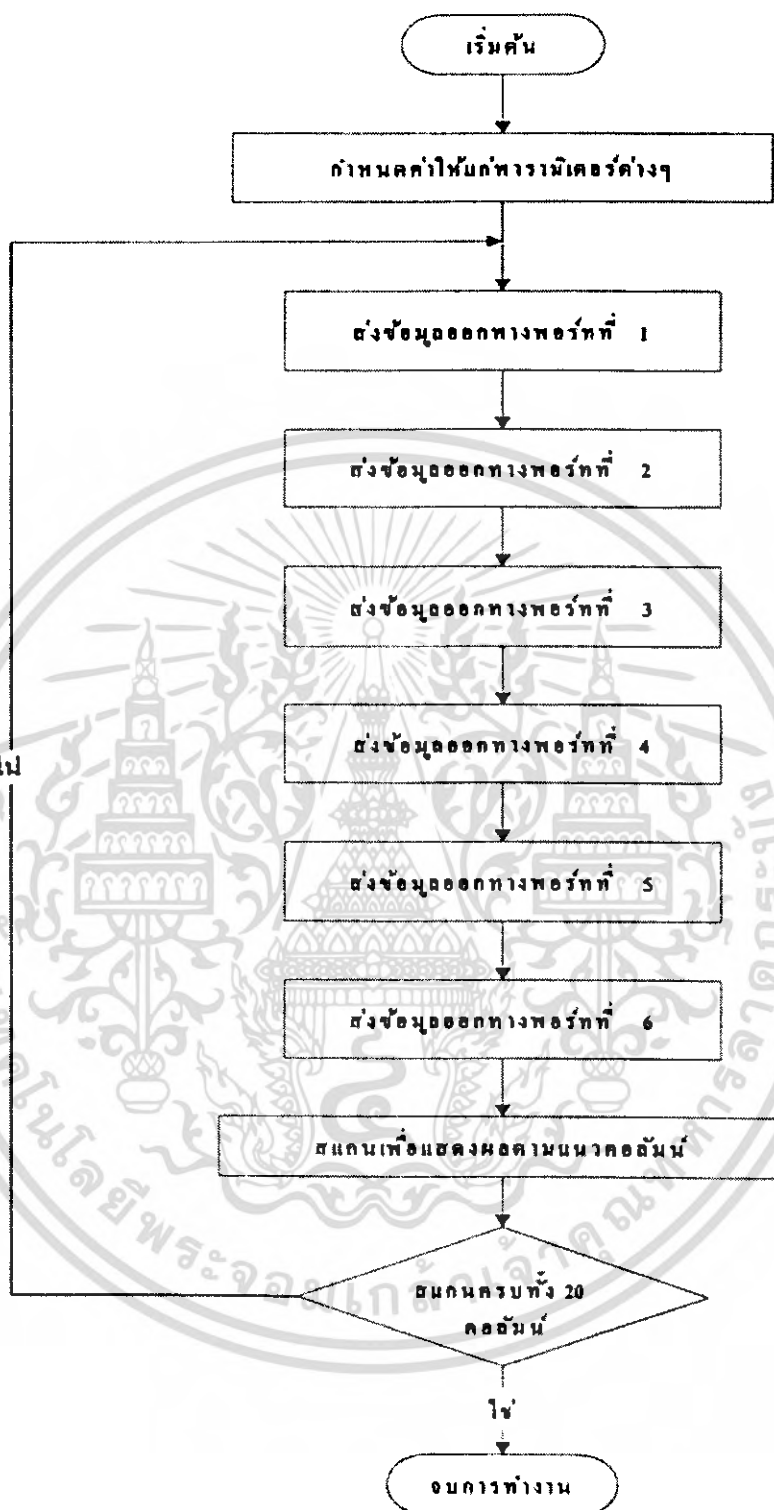 เริ่มต้น
กำหนดค่าให้แก่พารามิเตอร์ต่างๆ
ส่งข้อมูลออกทางพอร์ทที่ 1
ส่งข้อมูลออกทางพอร์ทที่ 2
ส่งข้อมูลออกทางพอร์ทที่ 3
ส่งข้อมูลออกทางพอร์ทที่ 4
ส่งข้อมูลออกทางพอร์ทที่ 5
ส่งข้อมูลออกทางพอร์ทที่ 6
สแกนเพื่อแสดงผลตามแนวคอลัมน์
สแกนครบทั้ง 20
คอลัมน์
ใช่
จบการทำงาน